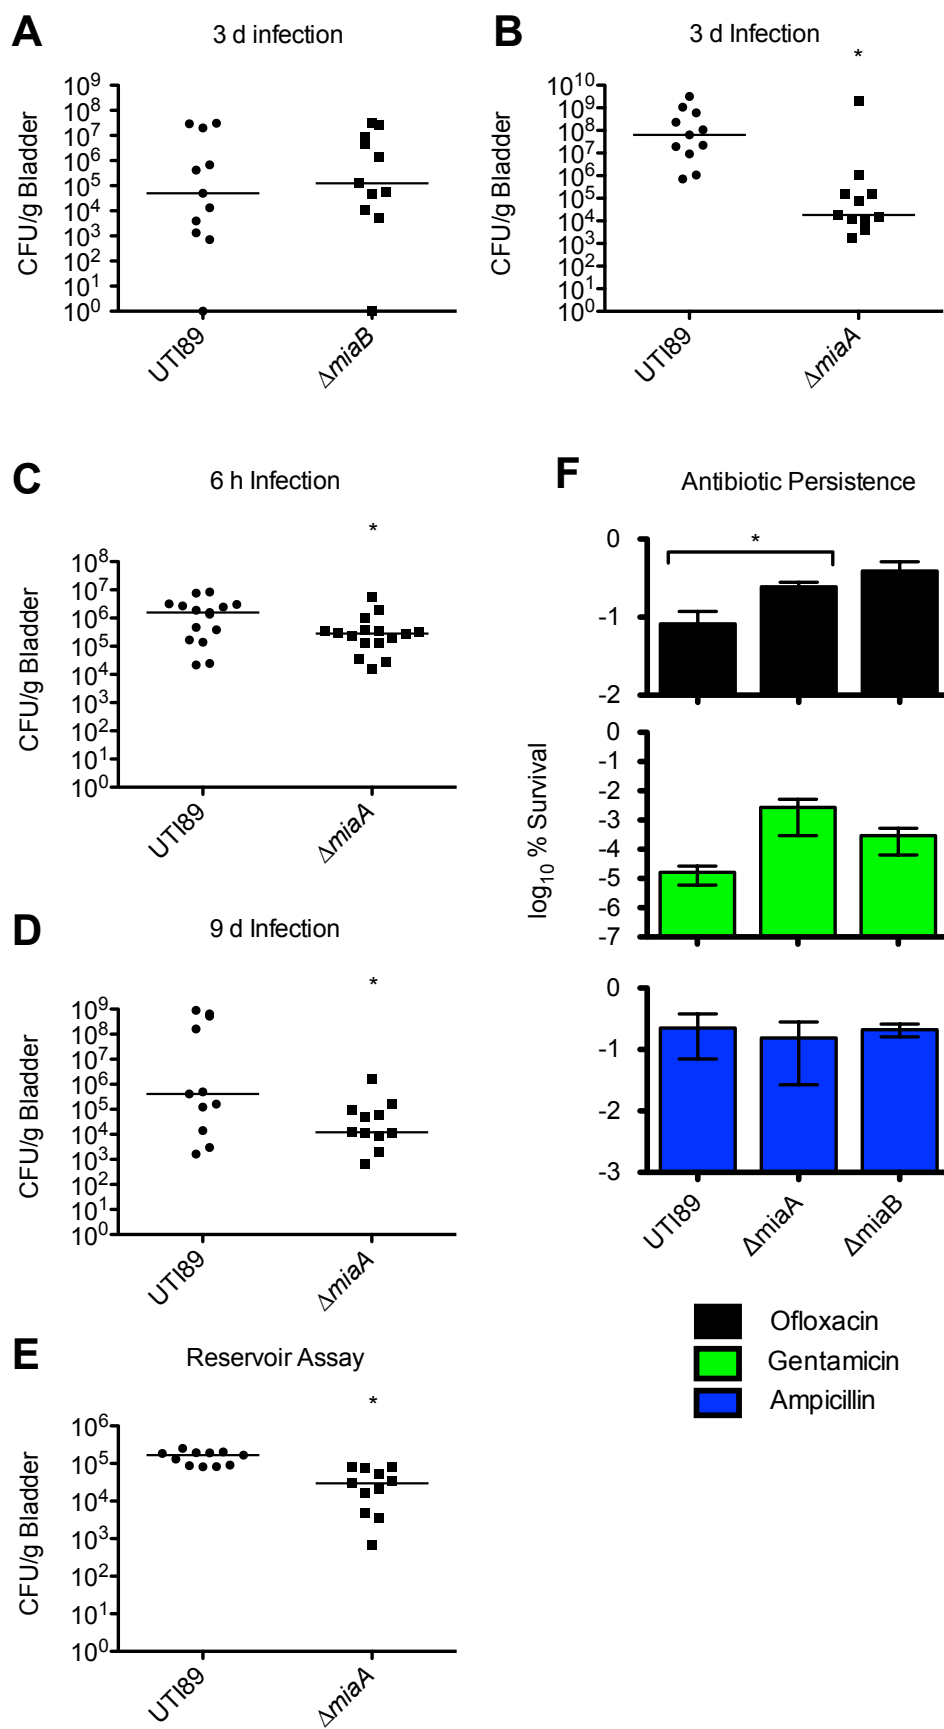 A
3 d infection
CFU/g Bladder
10⁹
10⁸
10⁷
10⁶
10⁵
10⁴
10³
10²
10¹
10⁰
UTI89
ΔmiaB
B
3 d Infection
*
CFU/g Bladder
10¹⁰
10⁹
10⁸
10⁷
10⁶
10⁵
10⁴
10³
10²
10¹
10⁰
UTI89
ΔmiaA
C
6 h Infection
*
CFU/g Bladder
10⁸
10⁷
10⁶
10⁵
10⁴
10³
10²
10¹
10⁰
UTI89
ΔmiaA
D
9 d Infection
*
CFU/g Bladder
10⁹
10⁸
10⁷
10⁶
10⁵
10⁴
10³
10²
10¹
10⁰
UTI89
ΔmiaA
E
Reservoir Assay
*
CFU/g Bladder
10⁶
10⁵
10⁴
10³
10²
10¹
10⁰
UTI89
ΔmiaA
F
Antibiotic Persistence
*
log₁₀ % Survival
0
-1
-2
0
-1
-2
-3
-4
-5
-6
-7
0
-1
-2
-3
UTI89
ΔmiaA
ΔmiaB
Ofloxacin
Gentamicin
Ampicillin